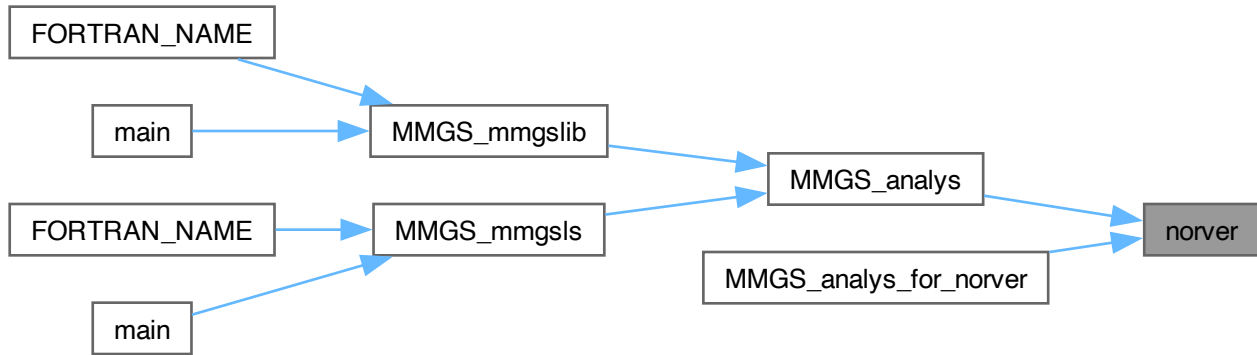 FORTRAN_NAME
main
MMGS_mmgslib
MMGS_analys
FORTRAN_NAME
MMGS_mmgsls
norver
MMGS_analys_for_norver
main